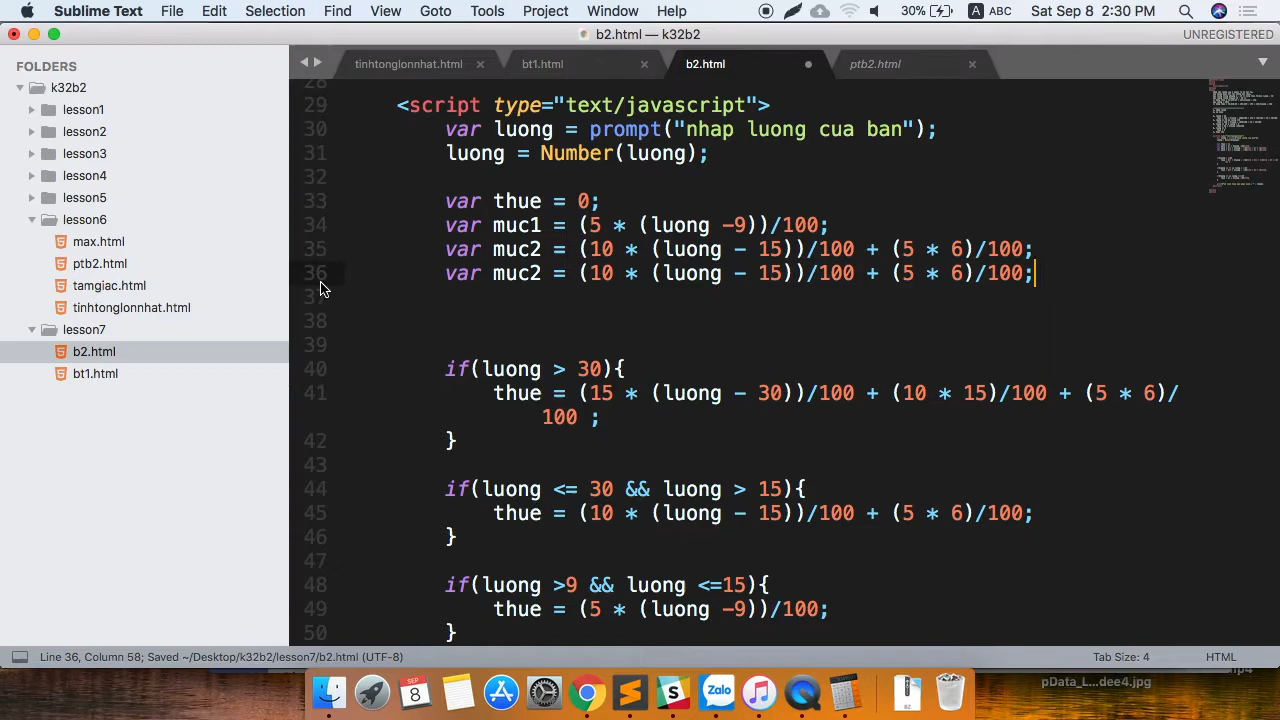 Sublime Text File Edit Selection Find View Goto Tools Project Window Help 30% A ABC Sat Sep 8 2:30 PM
b2.html — k32b2 UNREGISTERED
FOLDERS
k32b2
lesson1
lesson2
lesson3
lesson4
lesson5
lesson6
max.html
ptb2.html
tamgiac.html
tinhtonglonnhat.html
lesson7
b2.html
bt1.html
tinhtonglonnhat.html bt1.html b2.html ptb2.html
28
29 <script type="text/javascript">
30 var luong = prompt("nhap luong cua ban");
31 luong = Number(luong);
32
33 var thue = 0;
34 var muc1 = (5 * (luong -9))/100;
35 var muc2 = (10 * (luong - 15))/100 + (5 * 6)/100;
36 var muc2 = (10 * (luong - 15))/100 + (5 * 6)/100;
37
38
39
40 if(luong > 30){
41 thue = (15 * (luong - 30))/100 + (10 * 15)/100 + (5 * 6)/
100 ;
42 }
43
44 if(luong <= 30 && luong > 15){
45 thue = (10 * (luong - 15))/100 + (5 * 6)/100;
46 }
47
48 if(luong >9 && luong <=15){
49 thue = (5 * (luong -9))/100;
50 }
Line 36, Column 58; Saved ~/Desktop/k32b2/lesson7/b2.html (UTF-8) Tab Size: 4 HTML
pData_L...dee4.jpg
SEP
8
Zalo